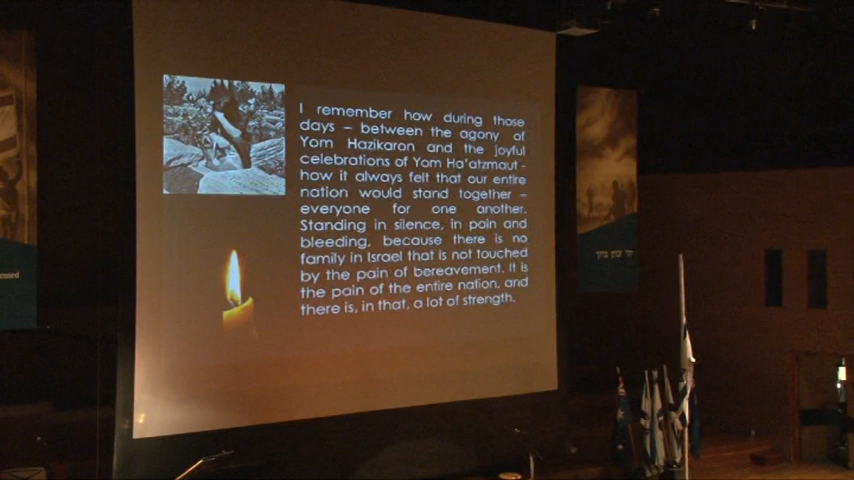 I remember how during those
days – between the agony of
Yom Hazikaron and the joyful
celebrations of Yom Ha'atzmaut -
how it always felt that our entire
nation would stand together –
everyone for one another.
Standing in silence, in pain and
bleeding, because there is no
family in Israel that is not touched
by the pain of bereavement. It is
the pain of the entire nation, and
there is, in that, a lot of strength.